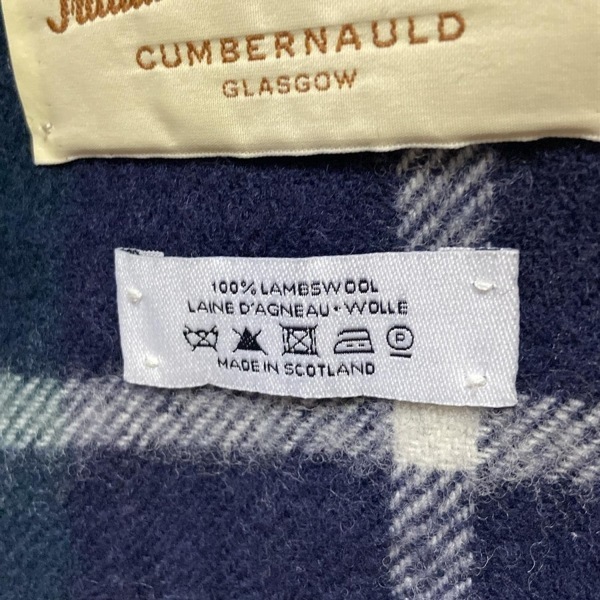 CUMBERNAULD
GLASGOW
100% LAMBSWOOL
LAINE D'AGNEAU • WOLLE
P
MADE IN SCOTLAND